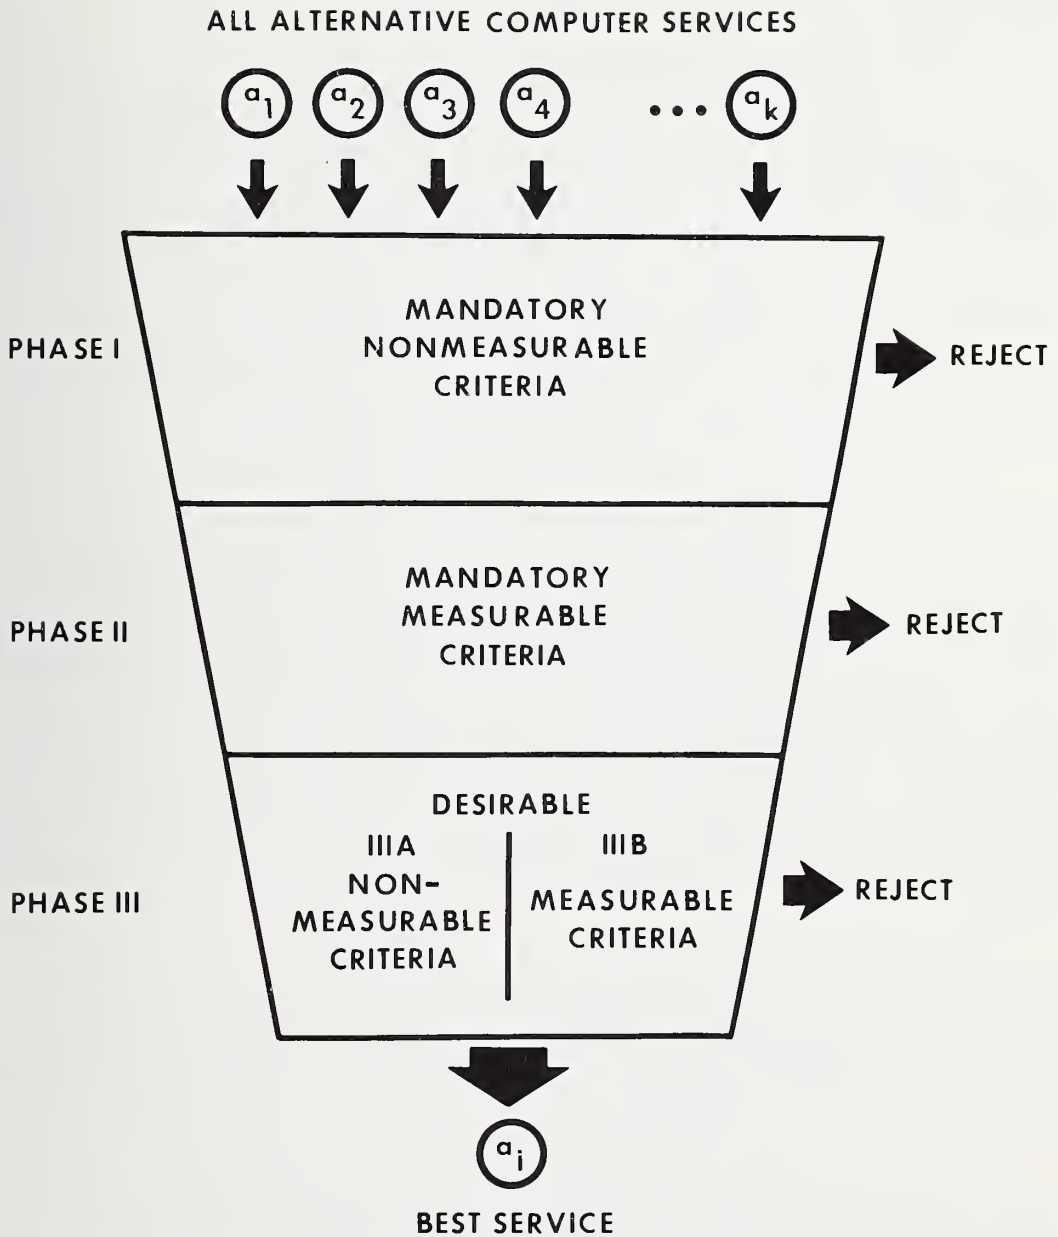 ALL ALTERNATIVE COMPUTER SERVICES
a1 a2 a3 a4 ••• ak
PHASE I
MANDATORY
NONMEASURABLE
CRITERIA
REJECT
PHASE II
MANDATORY
MEASURABLE
CRITERIA
REJECT
PHASE III
DESIRABLE
IIIA
NON-
MEASURABLE
CRITERIA
IIIB
MEASURABLE
CRITERIA
REJECT
ai
BEST SERVICE